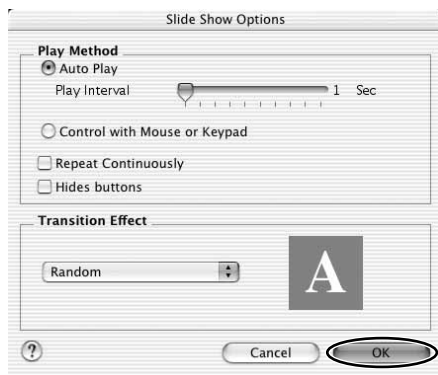 Slide Show Options
Play Method
Auto Play
Play Interval 1 Sec
Control with Mouse or Keypad
Repeat Continuously
Hides buttons
Transition Effect
Random
A
?
Cancel OK